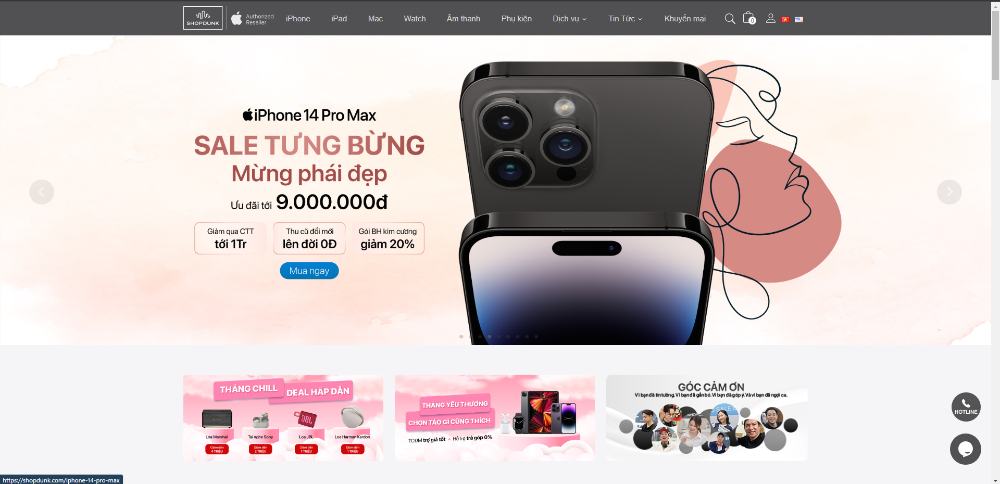 SHOPDUNK
Authorized
Reseller
iPhone
iPad
Mac
Watch
Âm thanh
Phụ kiện
Dịch vụ
Tin Tức
Khuyến mại
0
iPhone 14 Pro Max
SALE TƯNG BỪNG
Mừng phái đẹp
Ưu đãi tới 9.000.000đ
Giảm qua CTT
tới 1Tr
Thu cũ đổi mới
lên đời 0Đ
Gói BH kim cương
giảm 20%
Mua ngay
THÁNG CHILL
DEAL HẤP DẪN
JBL
Loa Marshall
Tai nghe Sony
Loa JBL
Loa Harman Kardon
Giảm đến
4 TRIỆU
Giảm đến
2 TRIỆU
Giảm đến
1 TRIỆU
Giảm đến
1 TRIỆU
THÁNG YÊU THƯƠNG
CHỌN TÁO GÌ CŨNG THÍCH
TCĐM trợ giá tốt • Hỗ trợ trả góp 0%
GÓC CẢM ƠN
Vì bạn đã tin tưởng. Vì bạn đã gắn bó. Vì bạn đã góp ý. Và vì bạn đã ngợi ca.
HOTLINE
https://shopdunk.com/iphone-14-pro-max